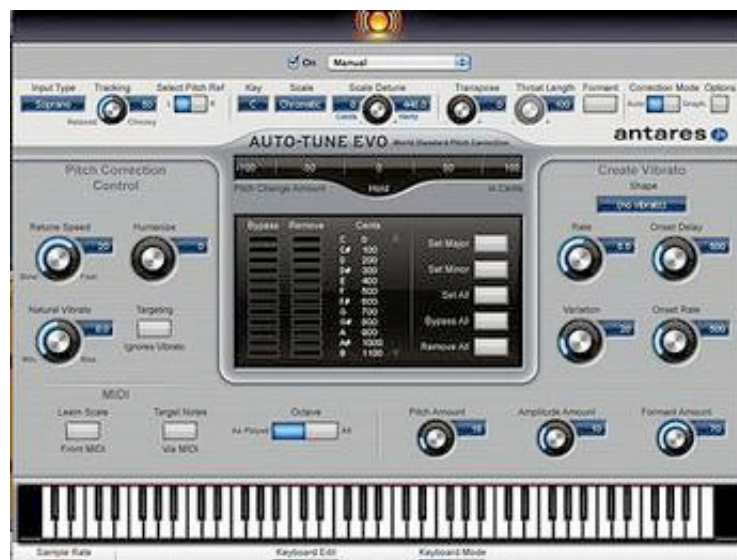 On Manual
Input Type Tracking Select Pitch Ref Key Scale Scale Detune Transpose Throat Length Formant Correction Mode Options
Soprano 50 L R C Chromatic 0 440.0 0 100 Auto Graph
Relaxed Choosy Cents Hertz
antares
AUTO-TUNE EVO World Standard Pitch Correction
-100 -50 0 50 100
Pitch Change Amount Hold in Cents
Pitch Correction
Control
Retune Speed Humanize
20 0
Slow Fast
Natural Vibrato Targeting
0.0
Ignores Vibrato
Bypass Remove Cents
C 0
C# 100
D 200
D# 300
E 400
F 500
F# 600
G 700
G# 800
A 900
A# 1000
B 1100
Set Major
Set Minor
Set All
Bypass All
Remove All
Create Vibrato
Shape
(no vibrato)
Rate Onset Delay
500
Variation Onset Rate
20 500
MIDI
Learn Scale Target Notes Octave
As Played All
From MIDI Via MIDI
Pitch Amount Amplitude Amount Formant Amount
10 10
Sample Rate Keyboard Edit Keyboard Mode